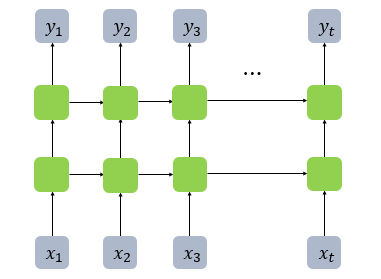 y₁ y₂ y₃ yₜ
...
x₁ x₂ x₃ xₜ